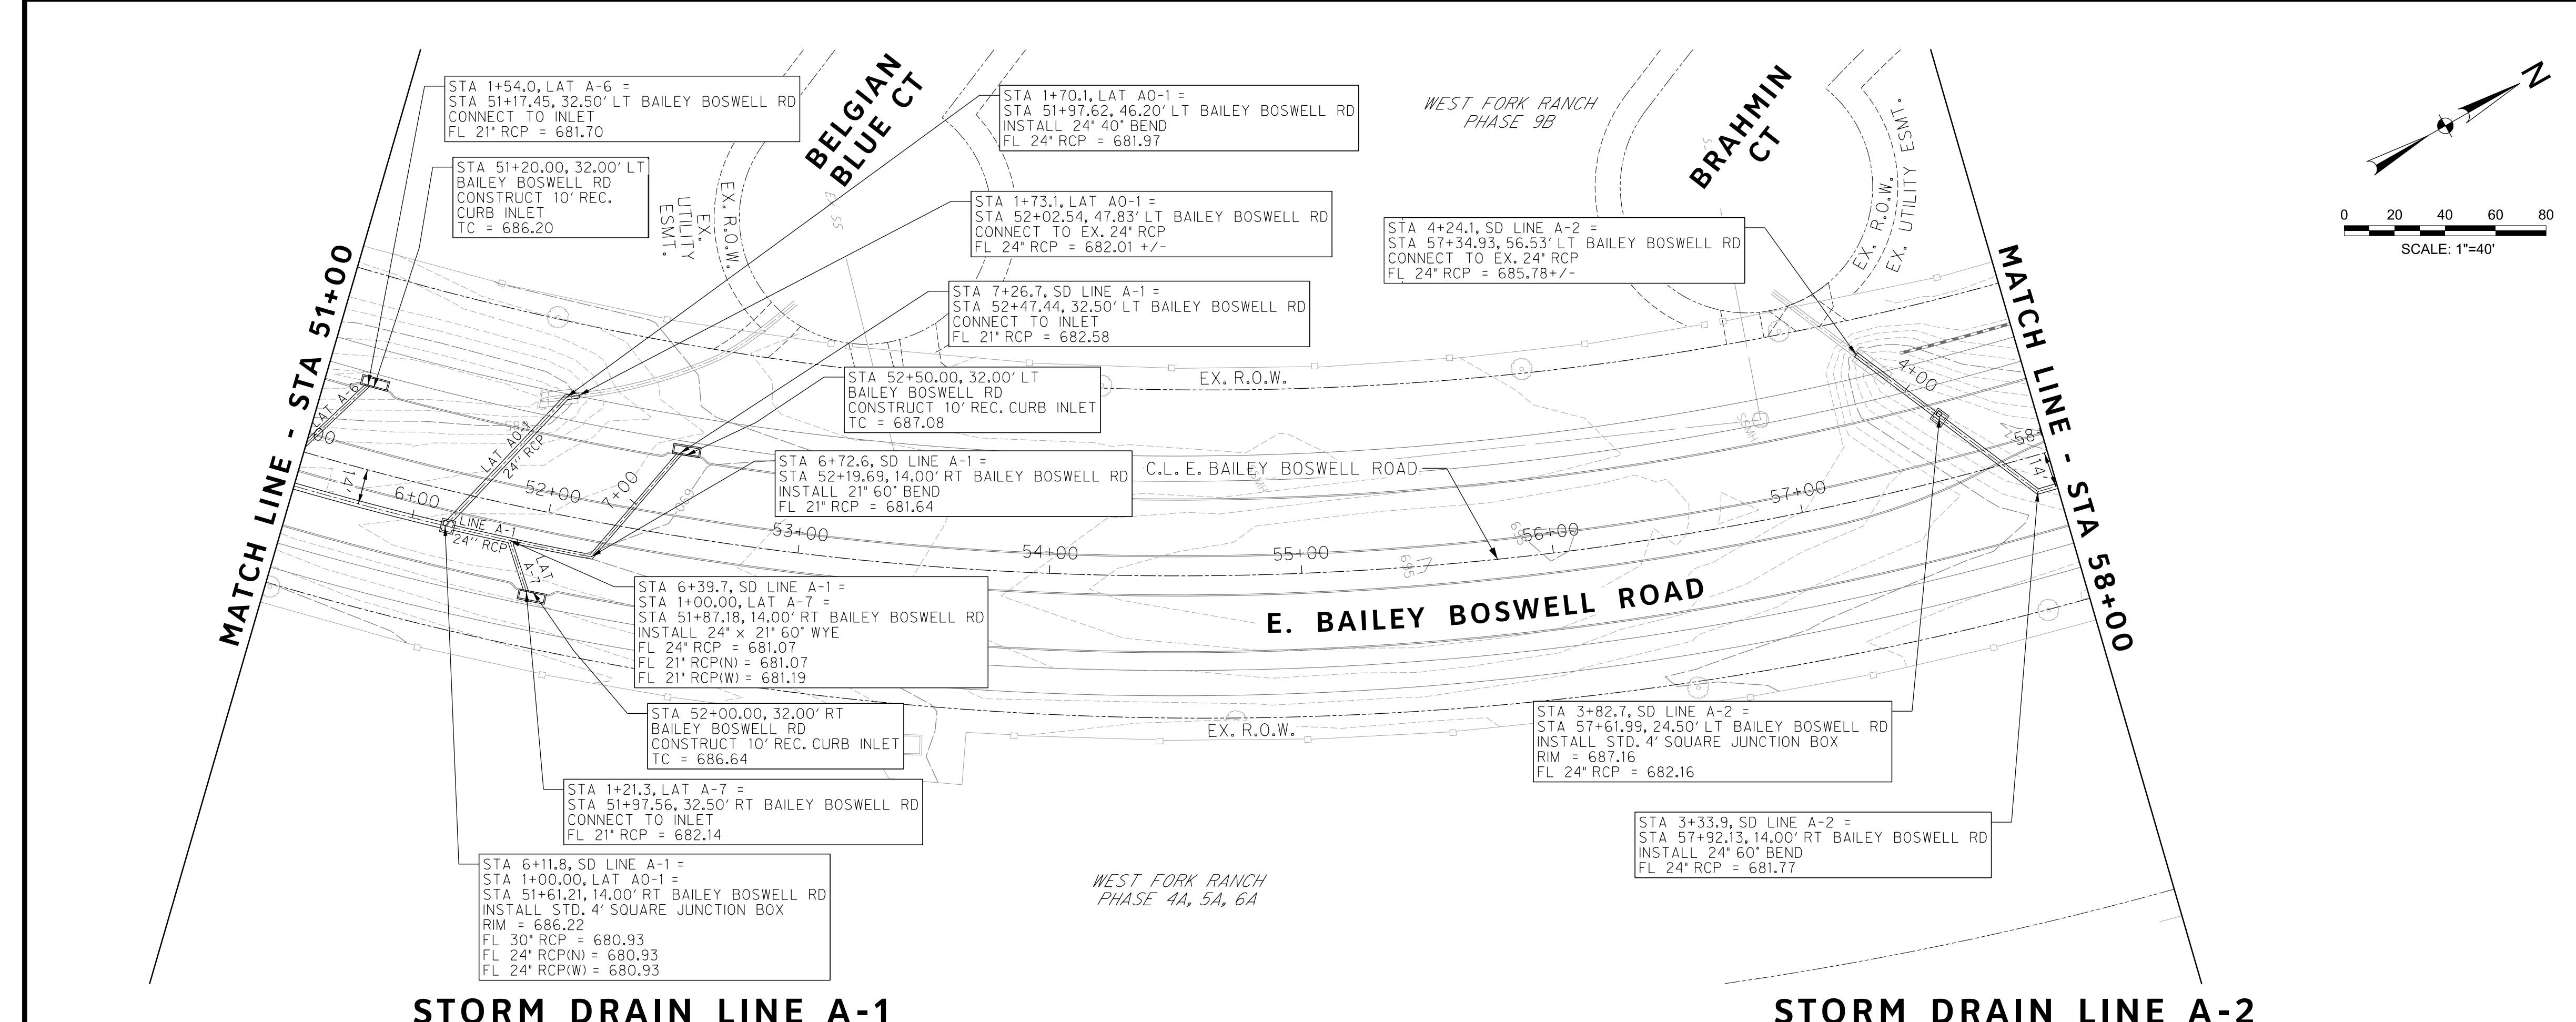 STA 1+54.0, LAT A-6 =
STA 51+17.45, 32.50' LT BAILEY BOSWELL RD
CONNECT TO INLET
FL 21" RCP = 681.70
STA 51+20.00, 32.00' LT
BAILEY BOSWELL RD
CONSTRUCT 10' REC.
CURB INLET
TC = 686.20
BELGIAN
BLUE CT
EX. R.O.W.
EX.
UTILITY
ESMT.
EX SS
STA 1+70.1, LAT A0-1 =
STA 51+97.62, 46.20' LT BAILEY BOSWELL RD
INSTALL 24" 40° BEND
FL 24" RCP = 681.97
STA 1+73.1, LAT A0-1 =
STA 52+02.54, 47.83' LT BAILEY BOSWELL RD
CONNECT TO EX. 24" RCP
FL 24" RCP = 682.01 +/-
STA 7+26.7, SD LINE A-1 =
STA 52+47.44, 32.50' LT BAILEY BOSWELL RD
CONNECT TO INLET
FL 21" RCP = 682.58
STA 52+50.00, 32.00' LT
BAILEY BOSWELL RD
CONSTRUCT 10' REC. CURB INLET
TC = 687.08
STA 6+72.6, SD LINE A-1 =
STA 52+19.69, 14.00' RT BAILEY BOSWELL RD
INSTALL 21" 60° BEND
FL 21" RCP = 681.64
WEST FORK RANCH
PHASE 9B
BRAHMIN
CT
EX. R.O.W.
EX. UTILITY ESMT.
STA 4+24.1, SD LINE A-2 =
STA 57+34.93, 56.53' LT BAILEY BOSWELL RD
CONNECT TO EX. 24" RCP
FL 24" RCP = 685.78+/-
N
0 20 40 60 80
SCALE: 1"=40'
MATCH LINE - STA 51+00
MATCH LINE - STA 58+00
EX. R.O.W.
C.L. E. BAILEY BOSWELL ROAD
LAT A-6
00
14'
6+00
LAT A0-1
24" RCP
52+00
7+00
LINE A-1
24" RCP
LAT
A-7
685
690
53+00
54+00
55+00
56+00
57+00
58
4+00
14'
695
695
SSMH
SSMH
E. BAILEY BOSWELL ROAD
EX. R.O.W.
STA 6+39.7, SD LINE A-1 =
STA 1+00.00, LAT A-7 =
STA 51+87.18, 14.00' RT BAILEY BOSWELL RD
INSTALL 24" x 21" 60° WYE
FL 24" RCP = 681.07
FL 21" RCP(N) = 681.07
FL 21" RCP(W) = 681.19
STA 52+00.00, 32.00' RT
BAILEY BOSWELL RD
CONSTRUCT 10' REC. CURB INLET
TC = 686.64
STA 1+21.3, LAT A-7 =
STA 51+97.56, 32.50' RT BAILEY BOSWELL RD
CONNECT TO INLET
FL 21" RCP = 682.14
STA 6+11.8, SD LINE A-1 =
STA 1+00.00, LAT A0-1 =
STA 51+61.21, 14.00' RT BAILEY BOSWELL RD
INSTALL STD. 4' SQUARE JUNCTION BOX
RIM = 686.22
FL 30" RCP = 680.93
FL 24" RCP(N) = 680.93
FL 24" RCP(W) = 680.93
WEST FORK RANCH
PHASE 4A, 5A, 6A
STA 3+82.7, SD LINE A-2 =
STA 57+61.99, 24.50' LT BAILEY BOSWELL RD
INSTALL STD. 4' SQUARE JUNCTION BOX
RIM = 687.16
FL 24" RCP = 682.16
STA 3+33.9, SD LINE A-2 =
STA 57+92.13, 14.00' RT BAILEY BOSWELL RD
INSTALL 24" 60° BEND
FL 24" RCP = 681.77
STORM DRAIN LINE A-1
STORM DRAIN LINE A-2